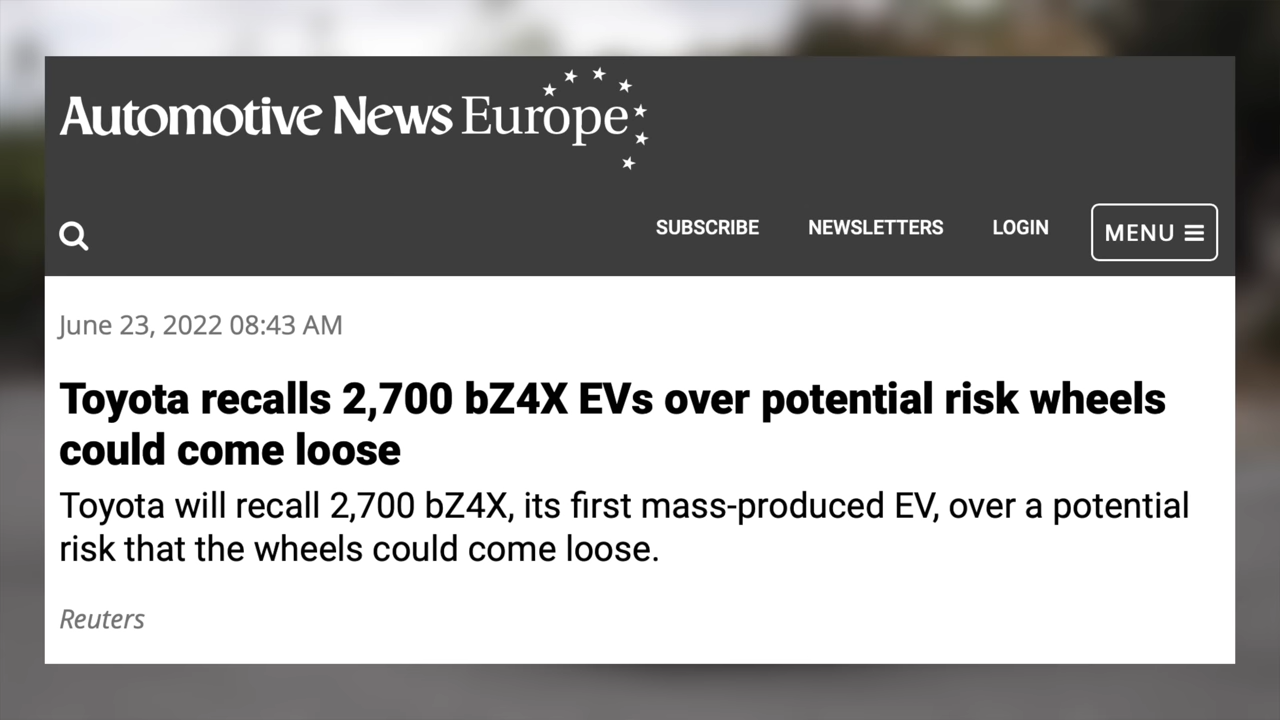 Automotive News Europe
SUBSCRIBE NEWSLETTERS LOGIN MENU
June 23, 2022 08:43 AM
Toyota recalls 2,700 bZ4X EVs over potential risk wheels
could come loose
Toyota will recall 2,700 bZ4X, its first mass-produced EV, over a potential
risk that the wheels could come loose.
Reuters